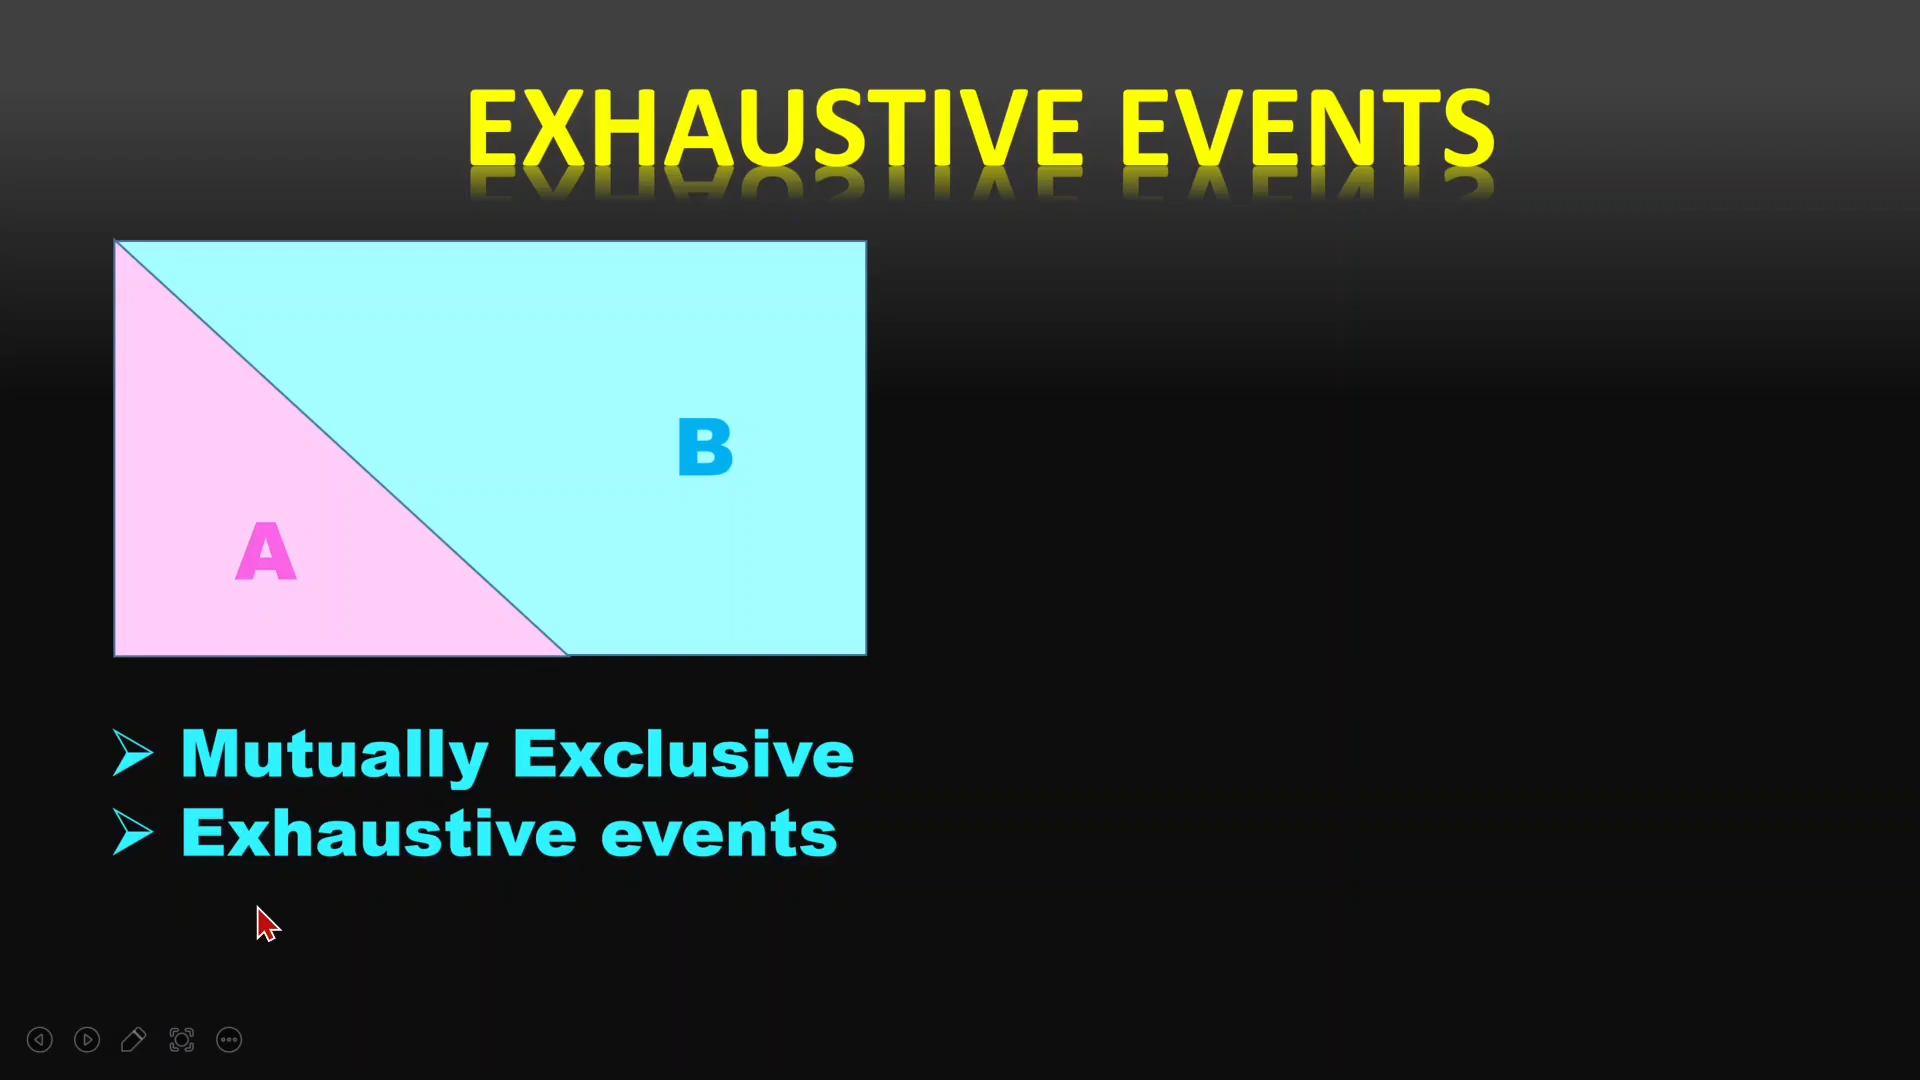 EXHAUSTIVE EVENTS
B
A
➢ Mutually Exclusive
➢ Exhaustive events